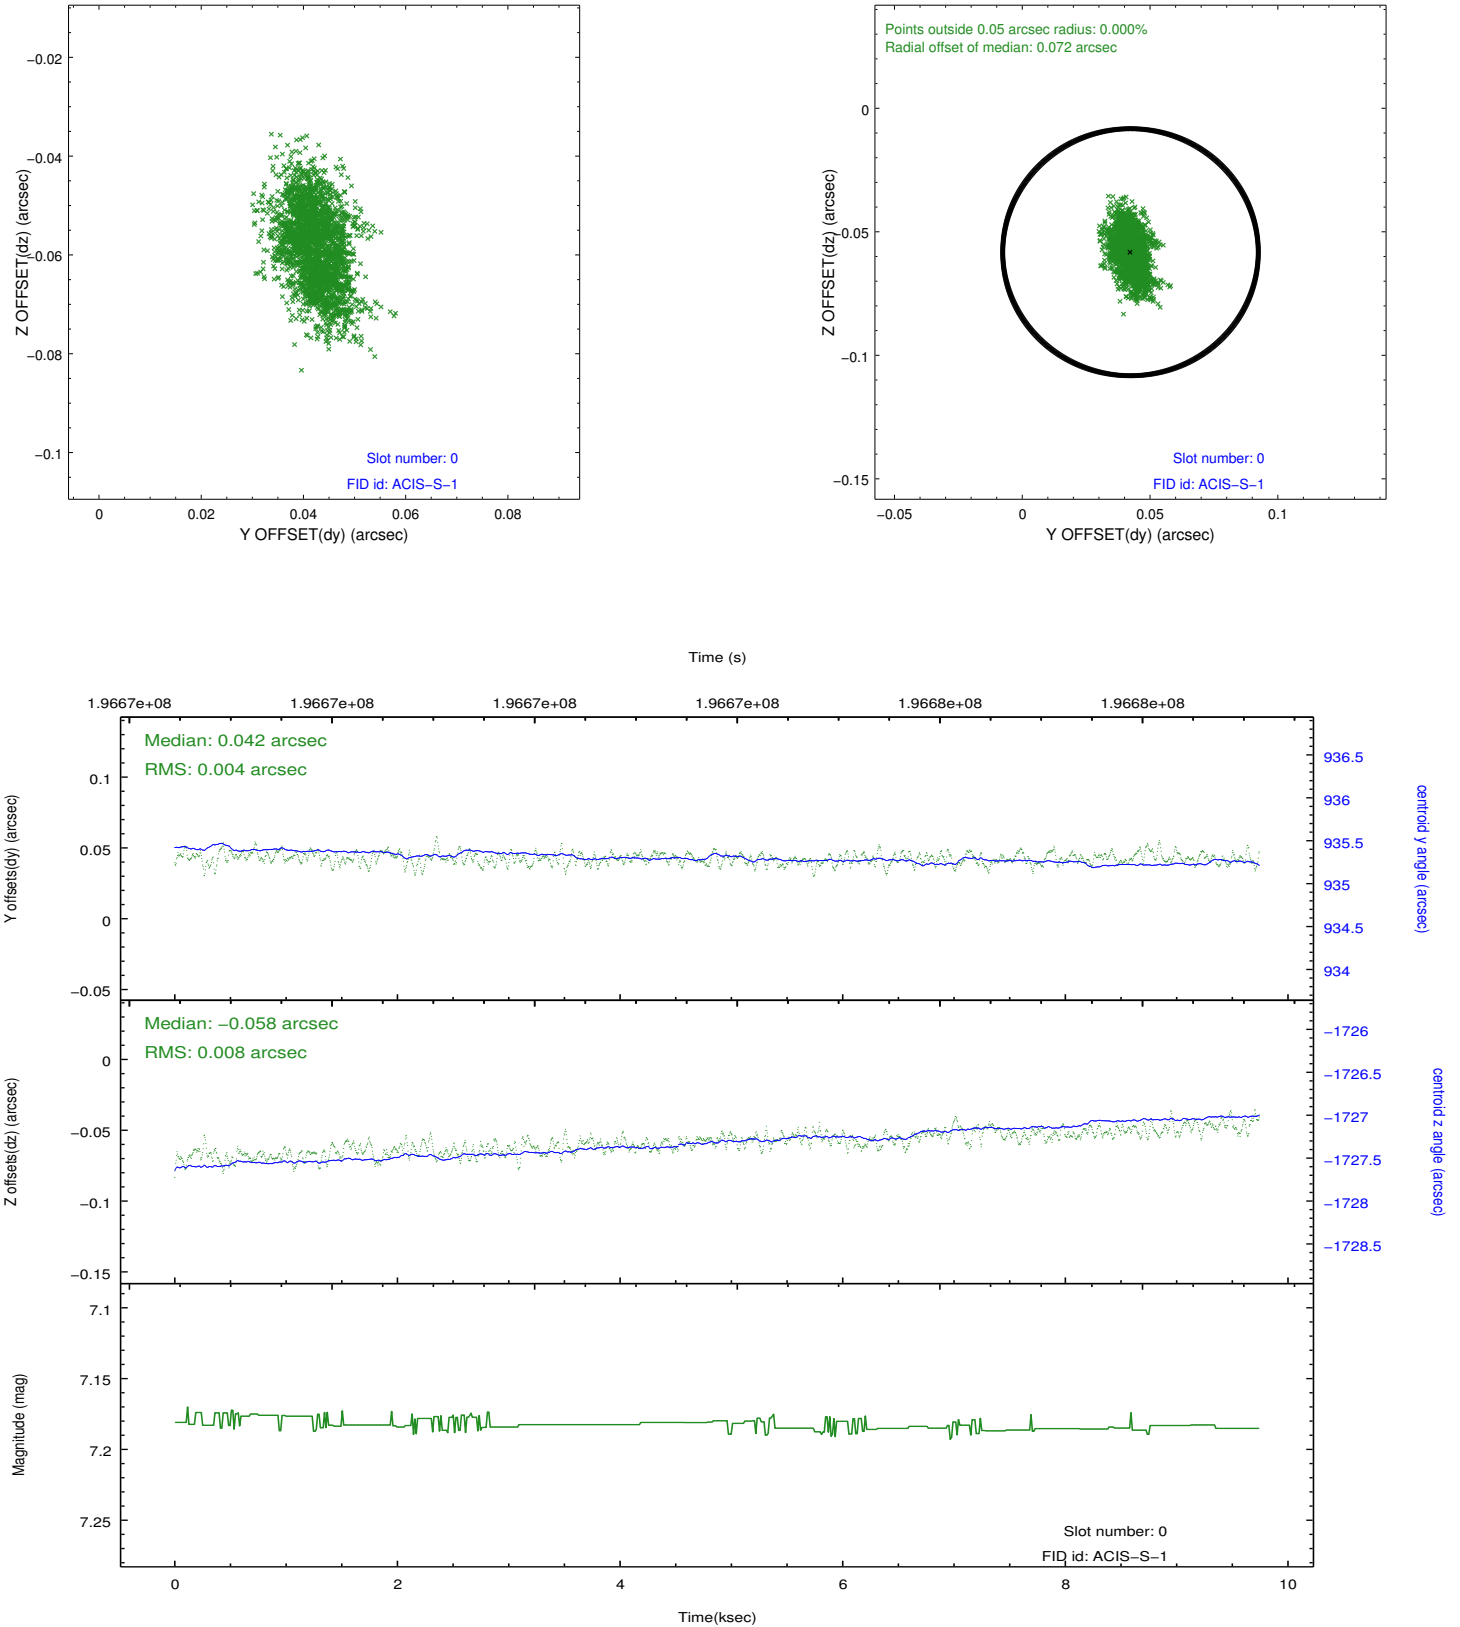 −0.02
−0.04
−0.06
−0.08
−0.1
Z OFFSET(dz) (arcsec)
Slot number: 0
FID id: ACIS−S−1
0
0.02
0.04
0.06
0.08
Y OFFSET(dy) (arcsec)
Points outside 0.05 arcsec radius: 0.000%
Radial offset of median: 0.072 arcsec
0
−0.05
−0.1
−0.15
Z OFFSET(dz) (arcsec)
Slot number: 0
FID id: ACIS−S−1
−0.05
0
0.05
0.1
Y OFFSET(dy) (arcsec)
Time (s)
1.9667e+08
1.9667e+08
1.9667e+08
1.9667e+08
1.9668e+08
1.9668e+08
Median: 0.042 arcsec
RMS: 0.004 arcsec
0.1
0.05
0
−0.05
Y offsets(dy) (arcsec)
936.5
936
935.5
935
934.5
934
centroid y angle (arcsec)
Median: −0.058 arcsec
RMS: 0.008 arcsec
0
−0.05
−0.1
−0.15
Z offsets(dz) (arcsec)
−1726
−1726.5
−1727
−1727.5
−1728
−1728.5
centroid z angle (arcsec)
7.1
7.15
7.2
7.25
Magnitude (mag)
Slot number: 0
FID id: ACIS−S−1
0
2
4
6
8
10
Time(ksec)